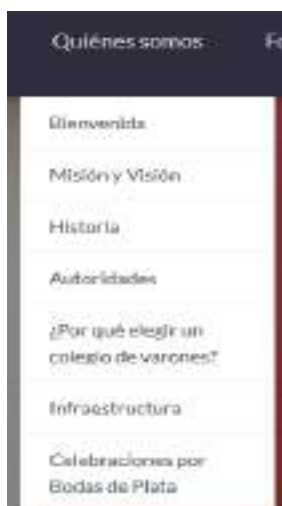 Quiénes somos Fo
Bienvenida
Misión y Visión
Historia
Autoridades
¿Por qué elegir un
colegio de varones?
Infraestructura
Celebraciones por
Bodas de Plata